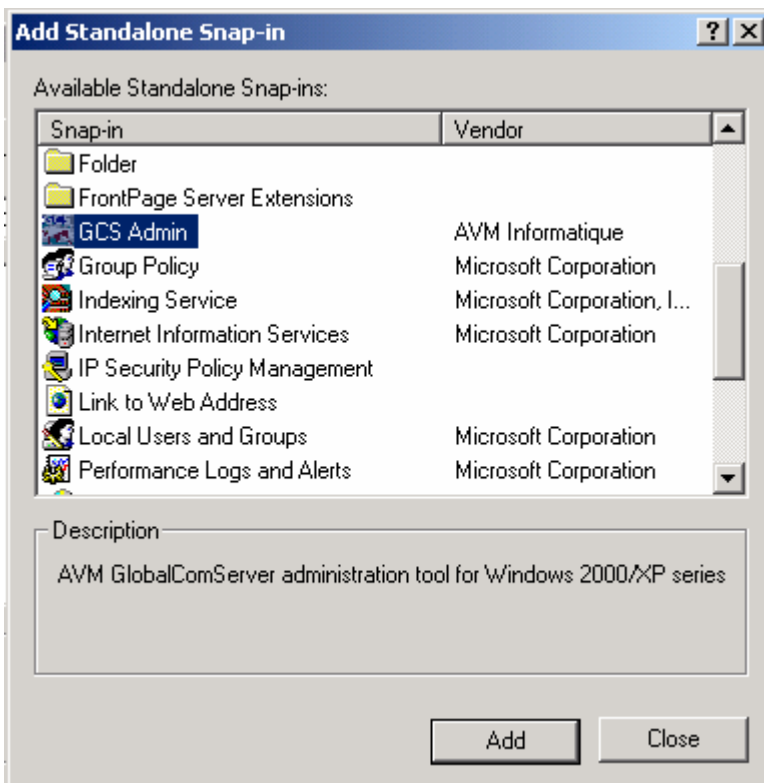 Add Standalone Snap-in
Available Standalone Snap-ins:
Snap-in Vendor
Folder
FrontPage Server Extensions
GCS Admin AVM Informatique
Group Policy Microsoft Corporation
Indexing Service Microsoft Corporation, I...
Internet Information Services Microsoft Corporation
IP Security Policy Management
Link to Web Address
Local Users and Groups Microsoft Corporation
Performance Logs and Alerts Microsoft Corporation
Description
AVM GlobalComServer administration tool for Windows 2000/XP series
Add Close